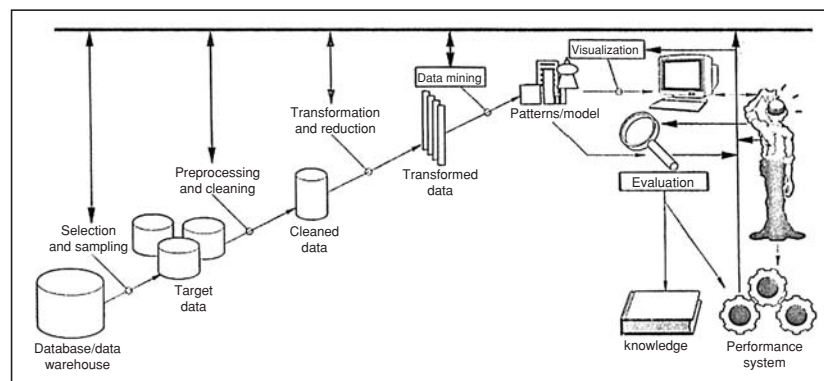 Visualization
Data mining
Patterns/model
Transformation
and reduction
Transformed
data
Preprocessing
and cleaning
Evaluation
Cleaned
data
Selection
and sampling
Target
data
Database/data
warehouse
knowledge
Performance
system